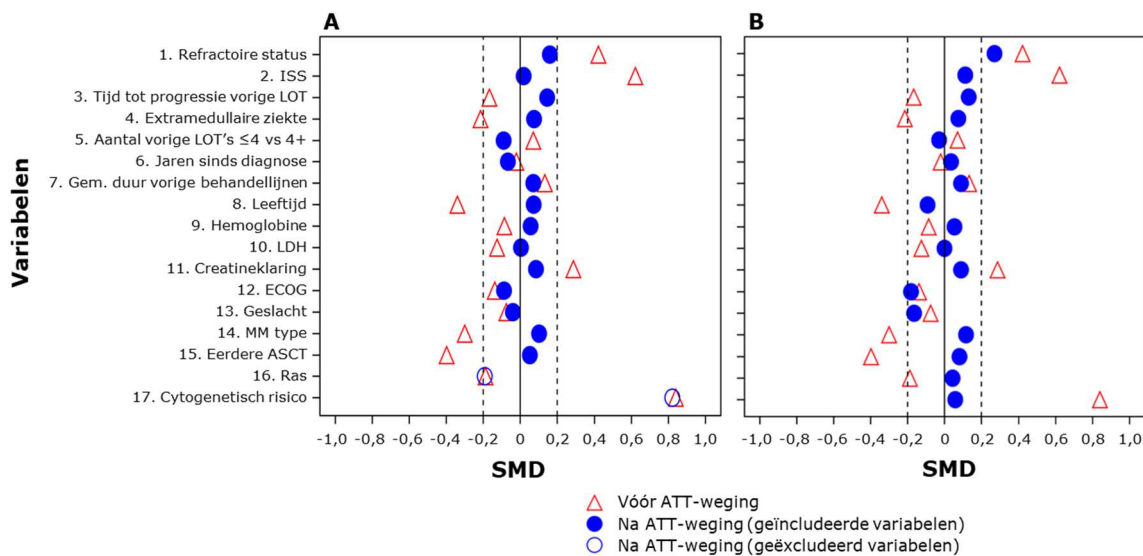 A
B
Variabelen
1. Refractoire status
2. ISS
3. Tijd tot progressie vorige LOT
4. Extramedullaire ziekte
5. Aantal vorige LOT's ≤4 vs 4+
6. Jaren sinds diagnose
7. Gem. duur vorige behandellijnen
8. Leeftijd
9. Hemoglobine
10. LDH
11. Creatineklaring
12. ECOG
13. Geslacht
14. MM type
15. Eerdere ASCT
16. Ras
17. Cytogenetisch risico
-1,0 -0,8 -0,6 -0,4 -0,2 0 0,2 0,4 0,6 0,8 1,0
-1,0 -0,8 -0,6 -0,4 -0,2 0 0,2 0,4 0,6 0,8 1,0
SMD
SMD
Vóór ATT-weging
Na ATT-weging (geïncludeerde variabelen)
Na ATT-weging (geëxcludeerd variabelen)